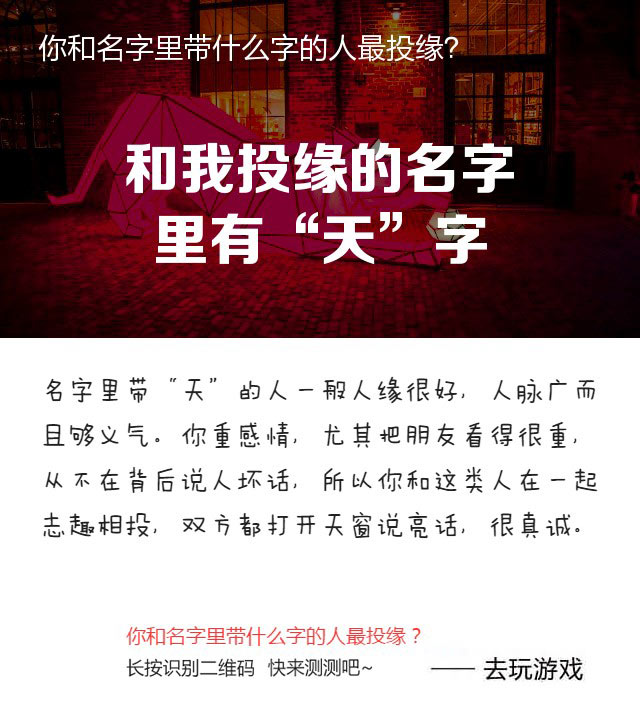 你和名字里带什么字的人最投缘?
和我投缘的名字
里有“天”字
名字里带“天”的人一般人缘很好,人脉广而
且够义气。你重感情,尤其把朋友看得很重,
从不在背后说人坏话,所以你和这类人在一起
志趣相投,双方都打开天窗说亮话,很真诚。
你和名字里带什么字的人最投缘？
长按识别二维码 快来测测吧~
—— 去玩游戏